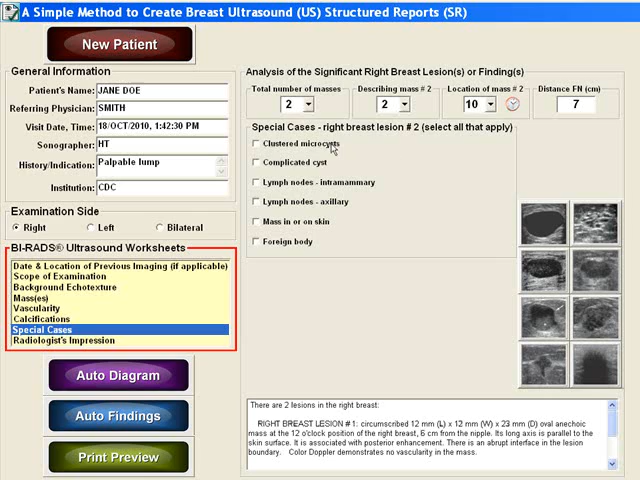 A Simple Method to Create Breast Ultrasound (US) Structured Reports (SR)
New Patient
General Information
Patient's Name: JANE DOE
Referring Physician: SMITH
Visit Date, Time: 18/OCT/2010, 1:42:30 PM
Sonographer: HT
History/Indication: Palpable lump
Institution: CDC
Examination Side
Right Left Bilateral
BI-RADS® Ultrasound Worksheets
Date & Location of Previous Imaging (if applicable)
Scope of Examination
Background Echotexture
Mass(es)
Vascularity
Calcifications
Special Cases
Radiologist's Impression
Auto Diagram
Auto Findings
Print Preview
Analysis of the Significant Right Breast Lesion(s) or Finding(s)
Total number of masses Describing mass # 2 Location of mass # 2 Distance FN (cm)
2 2 10 7
Special Cases - right breast lesion # 2 (select all that apply)
Clustered microcysts
Complicated cyst
Lymph nodes - intramammary
Lymph nodes - axillary
Mass in or on skin
Foreign body
There are 2 lesions in the right breast:
RIGHT BREAST LESION # 1: circumscribed 12 mm (L) x 12 mm (W) x 23 mm (D) oval anechoic
mass at the 12 o'clock position of the right breast, 6 cm from the nipple. Its long axis is parallel to the
skin surface. It is associated with posterior enhancement. There is an abrupt interface in the lesion
boundary. Color Doppler demonstrates no vascularity in the mass.